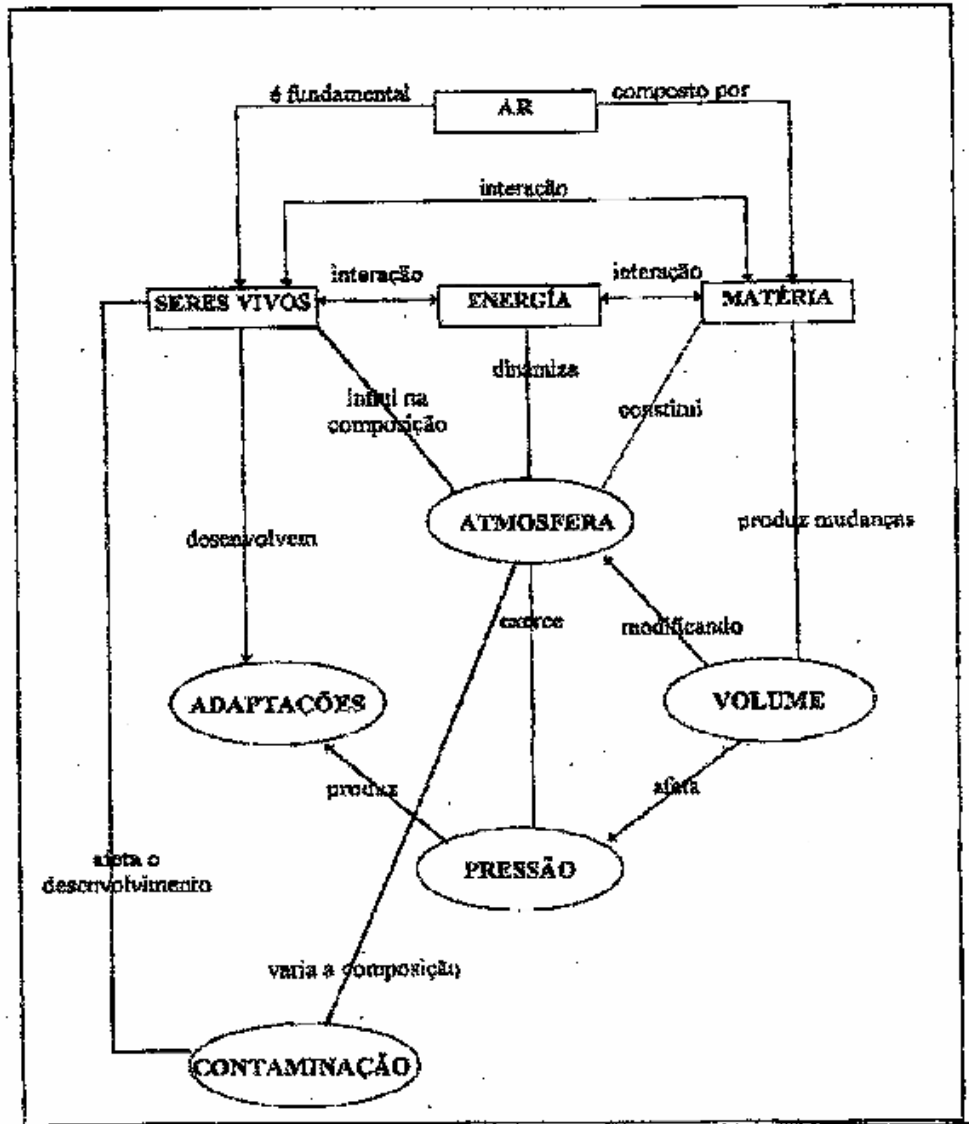 é fundamental
AR
composto por
interação
interação
interação
SERES VIVOS
ENERGÍA
MATÉRIA
dinamiza
influi na
composição
constitui
ATMOSFERA
desenvolvem
produz mudanças
exerce
modificando
ADAPTAÇÕES
VOLUME
produz
afeta
PRESSÃO
afeta o
desenvolvimento
varia a composição
CONTAMINAÇÃO